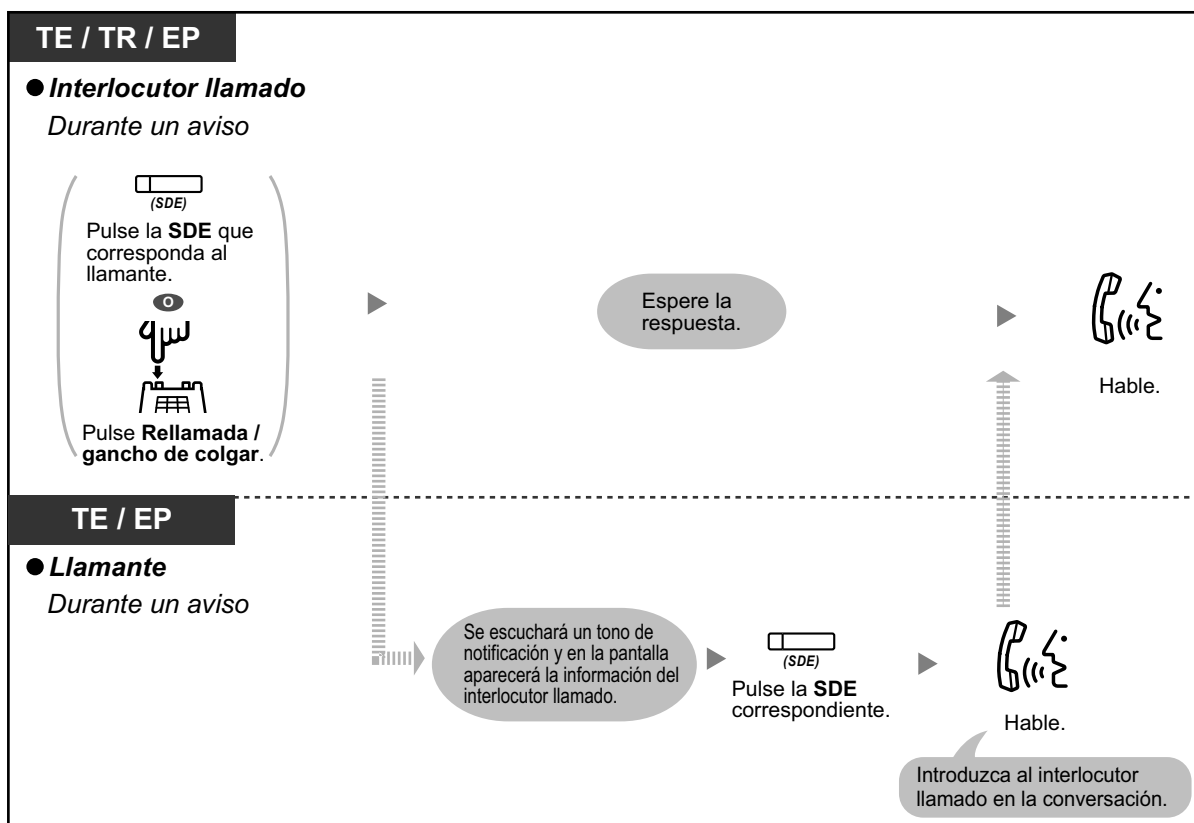 TE / TR / EP
● Interlocutor llamado
Durante un aviso
(SDE)
Pulse la SDE que
corresponda al
llamante.
O
Pulse Rellamada /
gancho de colgar.
Espere la
respuesta.
Hable.
TE / EP
● Llamante
Durante un aviso
Se escuchará un tono de
notificación y en la pantalla
aparecerá la información del
interlocutor llamado.
(SDE)
Pulse la SDE
correspondiente.
Hable.
Introduzca al interlocutor
llamado en la conversación.